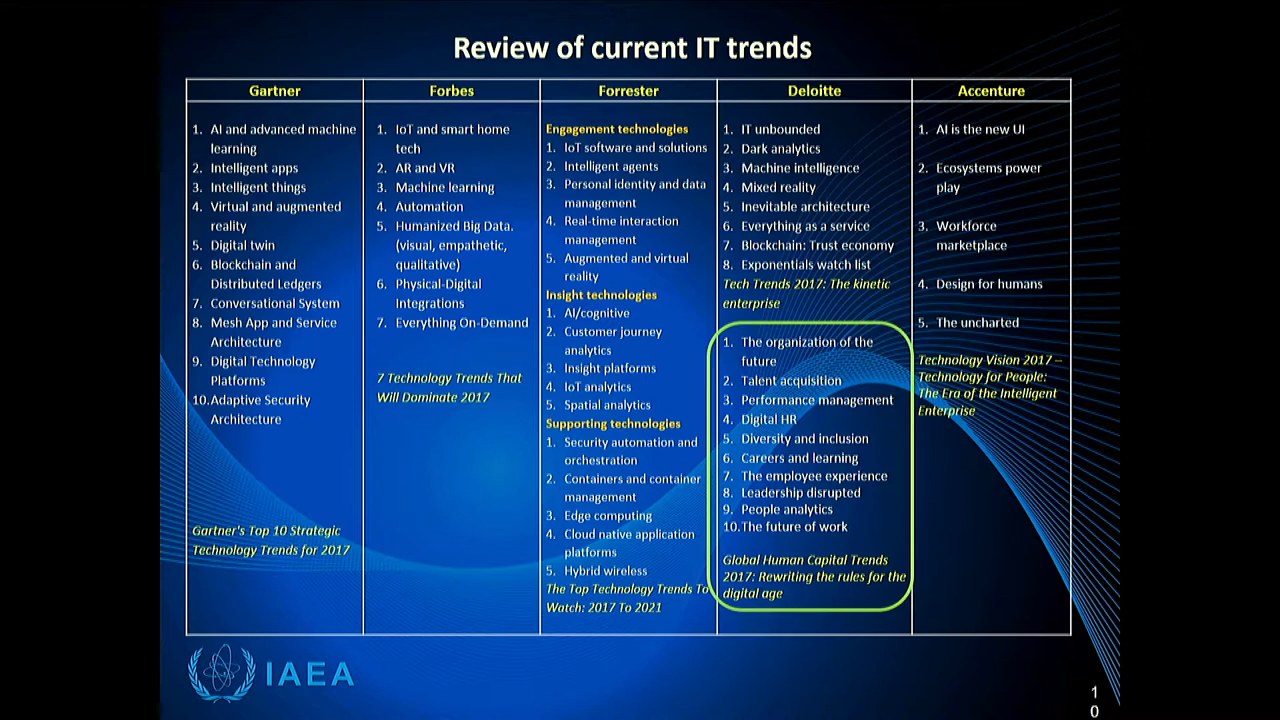 Review of current IT trends
Gartner
1. AI and advanced machine
learning
2. Intelligent apps
3. Intelligent things
4. Virtual and augmented
reality
5. Digital twin
6. Blockchain and
Distributed Ledgers
7. Conversational System
8. Mesh App and Service
Architecture
9. Digital Technology
Platforms
10.Adaptive Security
Architecture
Gartner's Top 10 Strategic
Technology Trends for 2017
Forbes
1. IoT and smart home
tech
2. AR and VR
3. Machine learning
4. Automation
5. Humanized Big Data.
(visual, empathetic,
qualitative)
6. Physical-Digital
Integrations
7. Everything On-Demand
7 Technology Trends That
Will Dominate 2017
Forrester
Engagement technologies
1. IoT software and solutions
2. Intelligent agents
3. Personal identity and data
management
4. Real-time interaction
management
5. Augmented and virtual
reality
Insight technologies
1. AI/cognitive
2. Customer journey
analytics
3. Insight platforms
4. IoT analytics
5. Spatial analytics
Supporting technologies
1. Security automation and
orchestration
2. Containers and container
management
3. Edge computing
4. Cloud native application
platforms
5. Hybrid wireless
The Top Technology Trends To
Watch: 2017 To 2021
Deloitte
1. IT unbounded
2. Dark analytics
3. Machine intelligence
4. Mixed reality
5. Inevitable architecture
6. Everything as a service
7. Blockchain: Trust economy
8. Exponentials watch list
Tech Trends 2017: The kinetic
enterprise
1. The organization of the
future
2. Talent acquisition
3. Performance management
4. Digital HR
5. Diversity and inclusion
6. Careers and learning
7. The employee experience
8. Leadership disrupted
9. People analytics
10.The future of work
Global Human Capital Trends
2017: Rewriting the rules for the
digital age
Accenture
1. AI is the new UI
2. Ecosystems power
play
3. Workforce
marketplace
4. Design for humans
5. The uncharted
Technology Vision 2017 –
Technology for People:
The Era of the Intelligent
Enterprise
IAEA
1
0